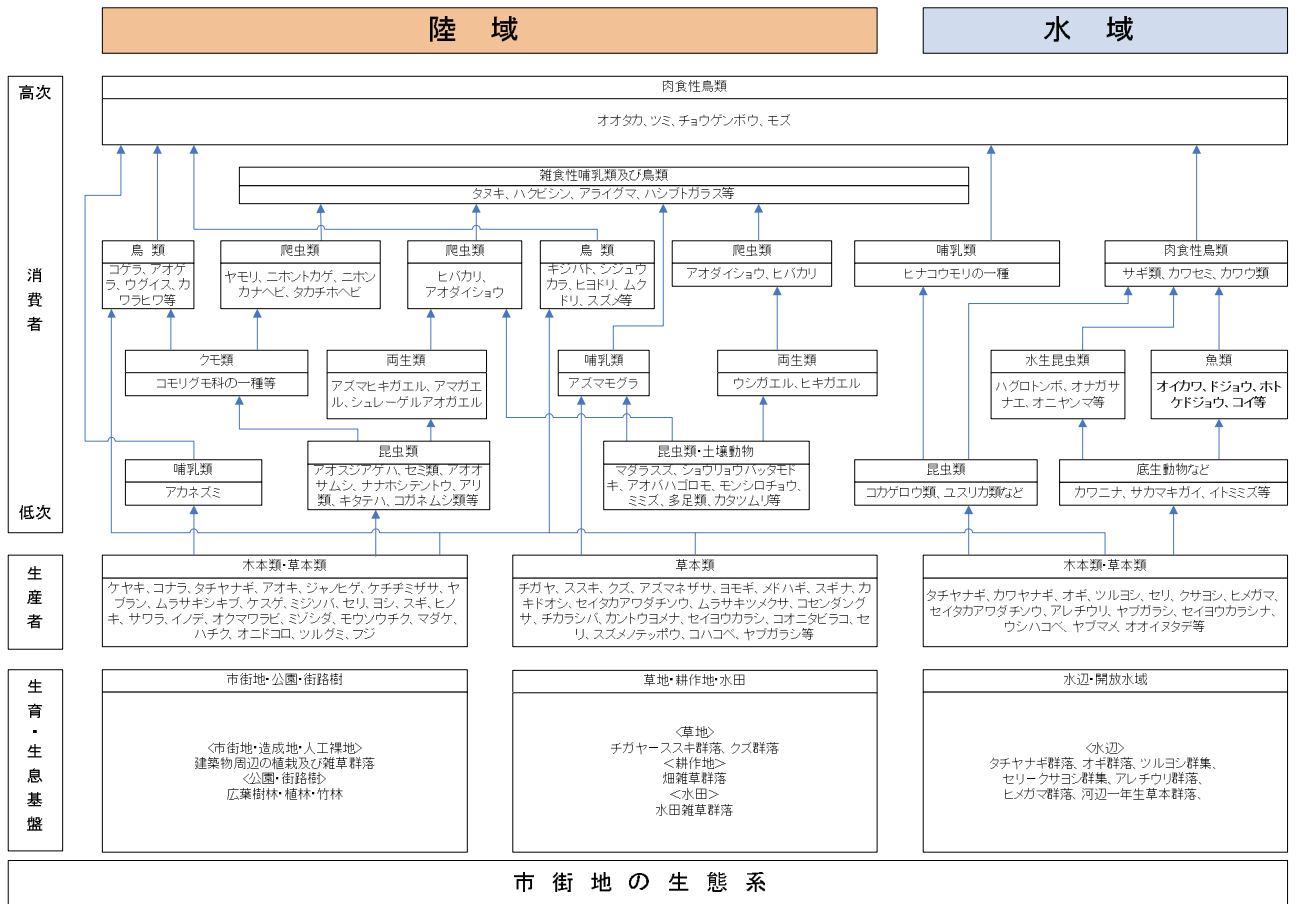 陸域
水域
高次
消費者
低次
肉食性鳥類
オオタカ、ツミ、チョウゲンボウ、モズ
雑食性哺乳類及び鳥類
タヌキ、ハクビシン、アライグマ、ハシブトガラス等
鳥 類
コゲラ、アオゲ
ラ、ウグイス、カ
ワラヒワ等
爬虫類
ヤモリ、ニホントカゲ、ニホン
カナヘビ、タカチホヘビ
爬虫類
ヒバカリ、
アオダイショウ
鳥 類
キジバト、シジュウ
カラ、ヒヨドリ、ムク
ドリ、スズメ等
爬虫類
アオダイショウ、ヒバカリ
哺乳類
ヒナコウモリの一種
肉食性鳥類
サギ類、カワセミ、カワウ類
クモ類
コモリグモ科の一種等
両生類
アズマヒキガエル、アマガエ
ル、シュレーゲルアオガエル
哺乳類
アズマモグラ
両生類
ウシガエル、ヒキガエル
水生昆虫類
ハグロトンボ、オナガサ
ナエ、オニヤンマ等
魚類
オイカワ、ドジョウ、ホト
ケドジョウ、コイ等
哺乳類
アカネズミ
昆虫類
アオスジアゲハ、セミ類、アオオ
サムシ、ナナホシテントウ、アリ
類、キタテハ、コガネムシ類等
昆虫類・土壌動物
マダラスズ、ショウリョウバッタモド
キ、アオバハゴロモ、モンシロチョウ、
ミミズ、多足類、カタツムリ等
昆虫類
コカゲロウ類、ユスリカ類など
底生動物など
カワニナ、サカマキガイ、イトミミズ等
生産者
木本類・草本類
ケヤキ、コナラ、タチヤナギ、アオキ、ジャノヒゲ、ケチヂミザサ、ヤ
ブラン、ムラサキシキブ、ケスゲ、ミジソバ、セリ、ヨシ、スギ、ヒノ
キ、サワラ、イノデ、オクマワラビ、ミゾシダ、モウソウチク、マダケ、
ハチク、オニドコロ、ツルグミ、フジ
草本類
チガヤ、ススキ、クズ、アズマネザサ、ヨモギ、メドハギ、スギナ、カ
キドオシ、セイタカアワダチソウ、ムラサキツメクサ、コセンダング
サ、チカラシバ、カントウヨメナ、セイヨウカラシ、コオニタビラコ、セ
リ、スズメノテッポウ、コハコベ、ヤブガラシ等
木本類・草本類
タチヤナギ、カワヤナギ、オギ、ツルヨシ、セリ、クサヨシ、ヒメガマ、
セイタカアワダチソウ、アレチウリ、ヤブガラシ、セイヨウカラシナ、
ウシハコベ、ヤブマメ、オオイヌタデ等
生育・生息基盤
市街地・公園・街路樹
<市街地・造成地・人工裸地>
建築物周辺の植栽及び雑草群落
<公園・街路樹>
広葉樹林・植林・竹林
草地・耕作地・水田
<草地>
チガヤーススキ群落、クズ群落
<耕作地>
畑雑草群落
<水田>
水田雑草群落
水辺・開放水域
<水辺>
タチヤナギ群落、オギ群落、ツルヨシ群集、
セリークサヨシ群集、アレチウリ群落、
ヒメガマ群落、河辺一年生草本群落、
市街地の生態系